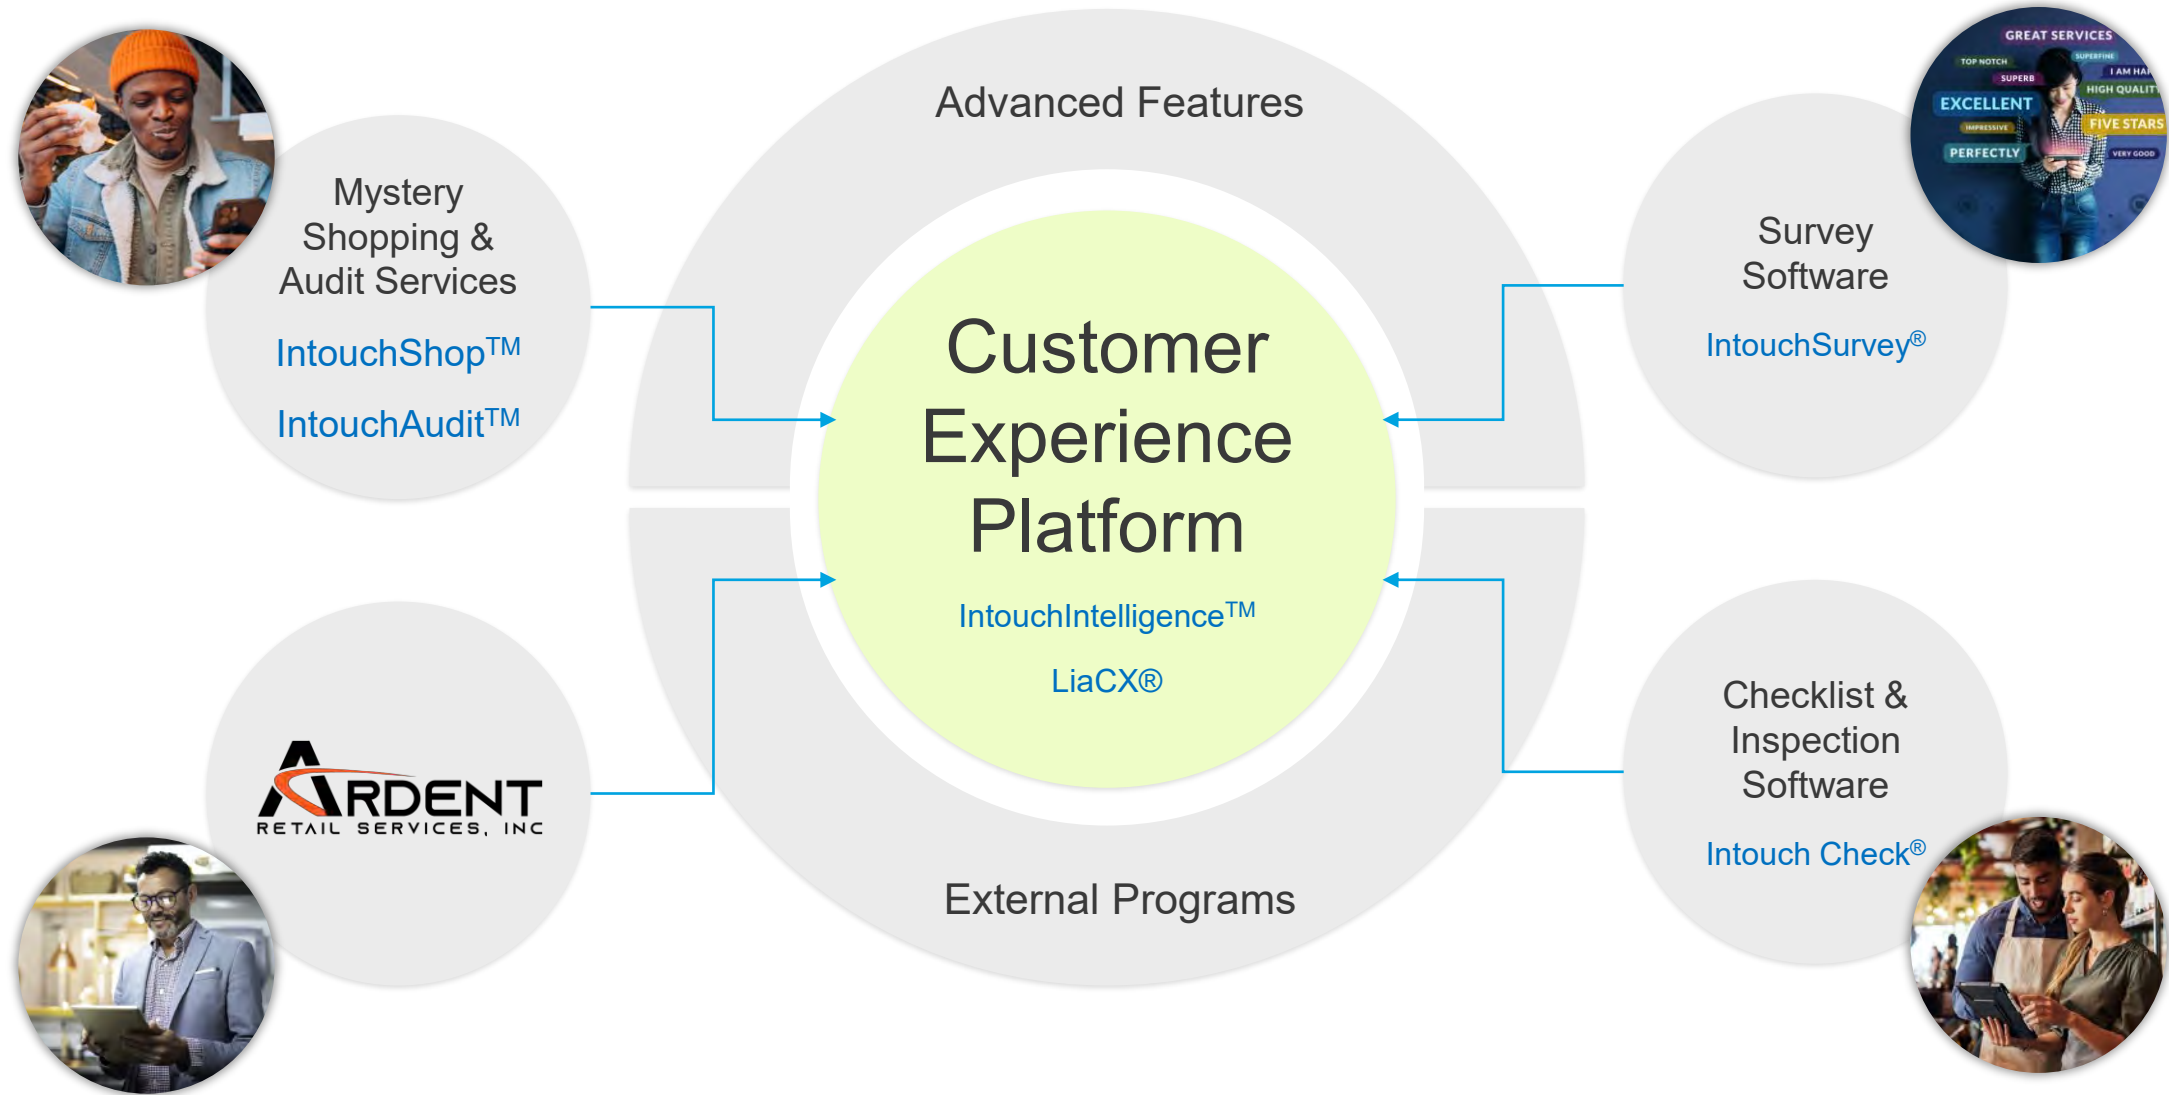 Advanced Features
Mystery
Shopping &
Audit Services
IntouchShop™
IntouchAudit™
GREAT SERVICES
SUPERFINE
TOP NOTCH
SUPERB
HIGH QUALITY
EXCELLENT
IMPRESSIVE
FIVE STARS
PERFECTLY
VERY GOOD
Survey
Software
IntouchSurvey®
Customer
Experience
Platform
IntouchIntelligence™
LiaCX®
ARDENT
RETAIL SERVICES, INC
Checklist &
Inspection
Software
Intouch Check®
External Programs